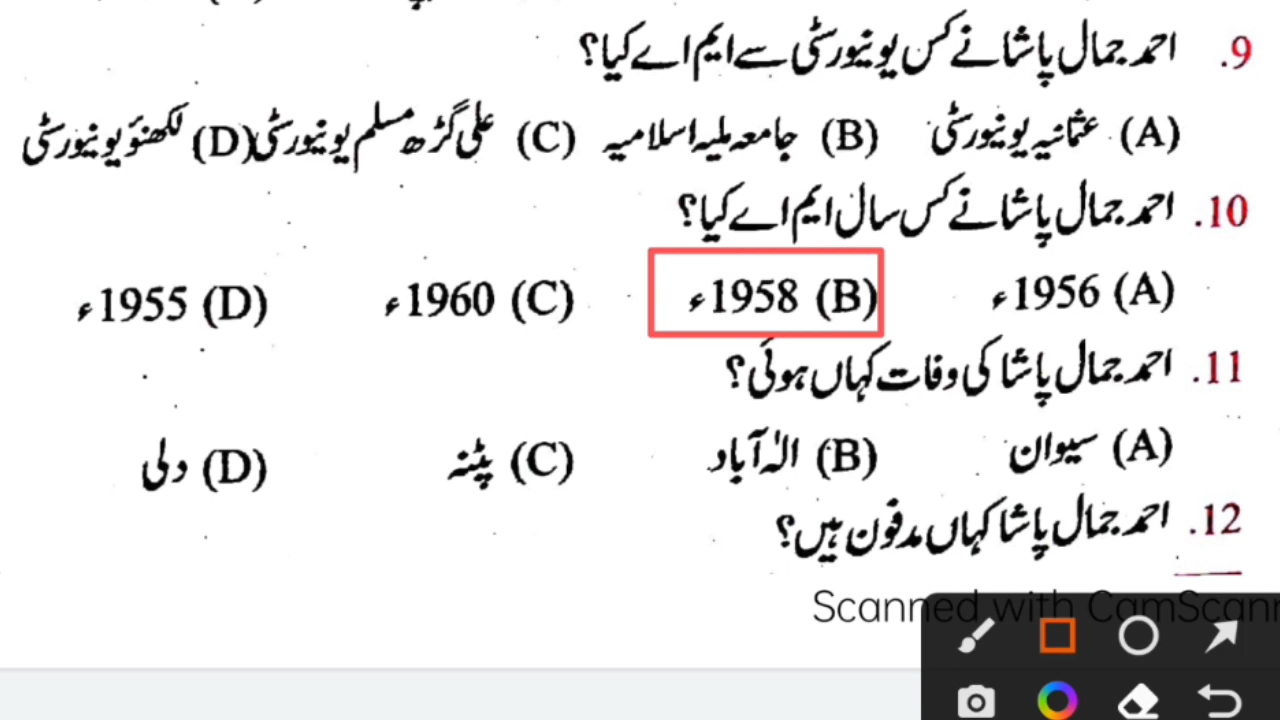 9. احمد جمال پاشا نے کس یونیورسٹی سے ایم اے کیا؟
(A) عثمانیہ یونیورسٹی (B) جامعہ ملیہ اسلامیہ (C) علی گڑھ مسلم یونیورسٹی (D) لکھنؤ یونیورسٹی
10. احمد جمال پاشا نے کس سال ایم اے کیا؟
(A) 1956ء (B) 1958ء (C) 1960ء (D) 1955ء
11. احمد جمال پاشا کی وفات کہاں ہوئی؟
(A) سیوان (B) الٰہ آباد (C) پٹنہ (D) دلی
12. احمد جمال پاشا کہاں مدفون ہیں؟
Scanned with CamScann